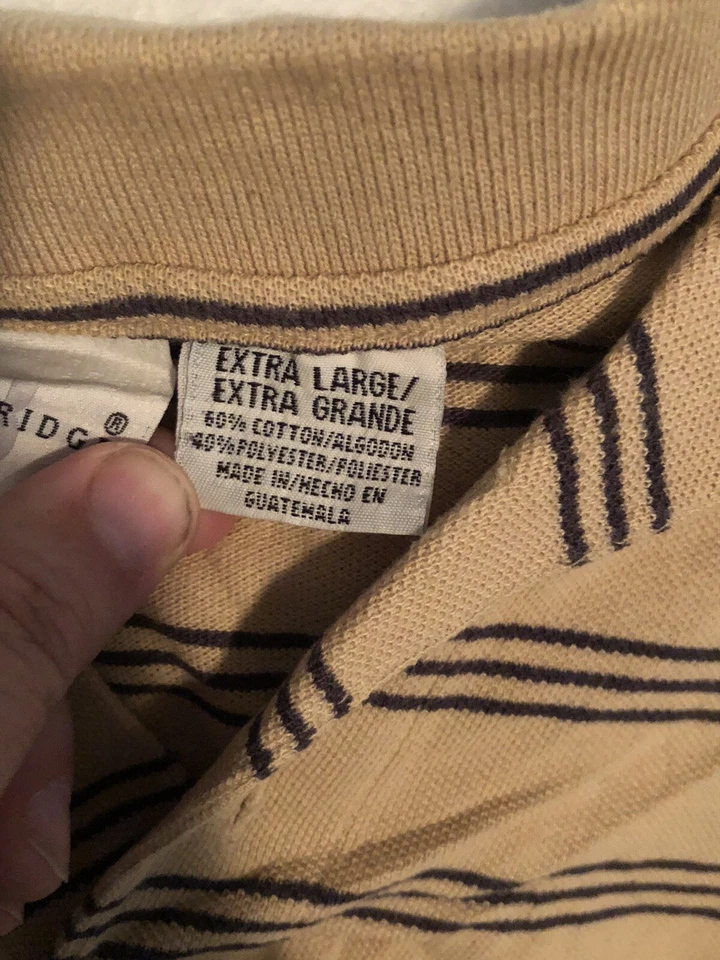 RIDG
®
EXTRA LARGE/
EXTRA GRANDE
60% COTTON/ALGODON
40%POLYESTER/POLIESTER
MADE IN/HECHO EN
GUATEMALA